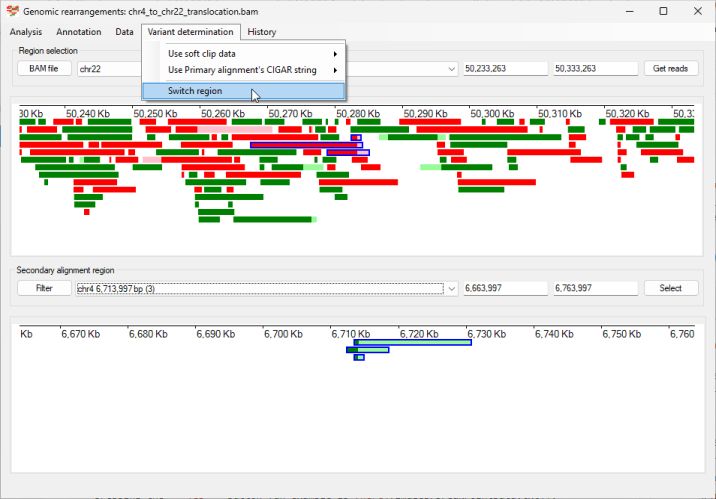 Genomic rearrangements: chr4_to_chr22_translocation.bam
Analysis Annotation Data Variant determination History
Region selection
Use soft clip data
BAM file chr22 50,233,263 50,333,263 Get reads
Use Primary alignment's CIGAR string
Switch region
30 Kb 50,240 Kb 50,250 Kb 50,260 Kb 50,270 Kb 50,280 Kb 50,290 Kb 50,300 Kb 50,310 Kb 50,320 Kb 50,33
Secondary alignment region
Filter chr4 6,713,997 bp (3) 6,663,997 6,763,997 Select
Kb 6,670 Kb 6,680 Kb 6,690 Kb 6,700 Kb 6,710 Kb 6,720 Kb 6,730 Kb 6,740 Kb 6,750 Kb 6,760